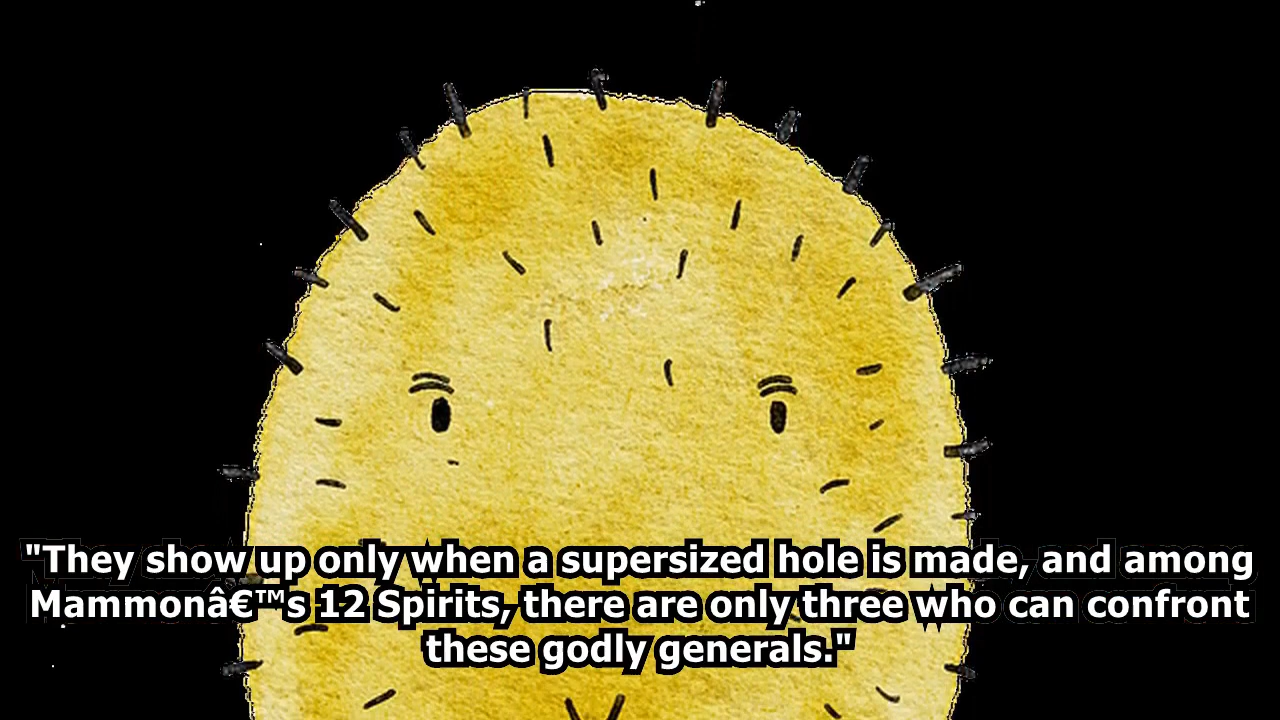 "They show up only when a supersized hole is made, and among
Mammonâ€™s 12 Spirits, there are only three who can confront
these godly generals."